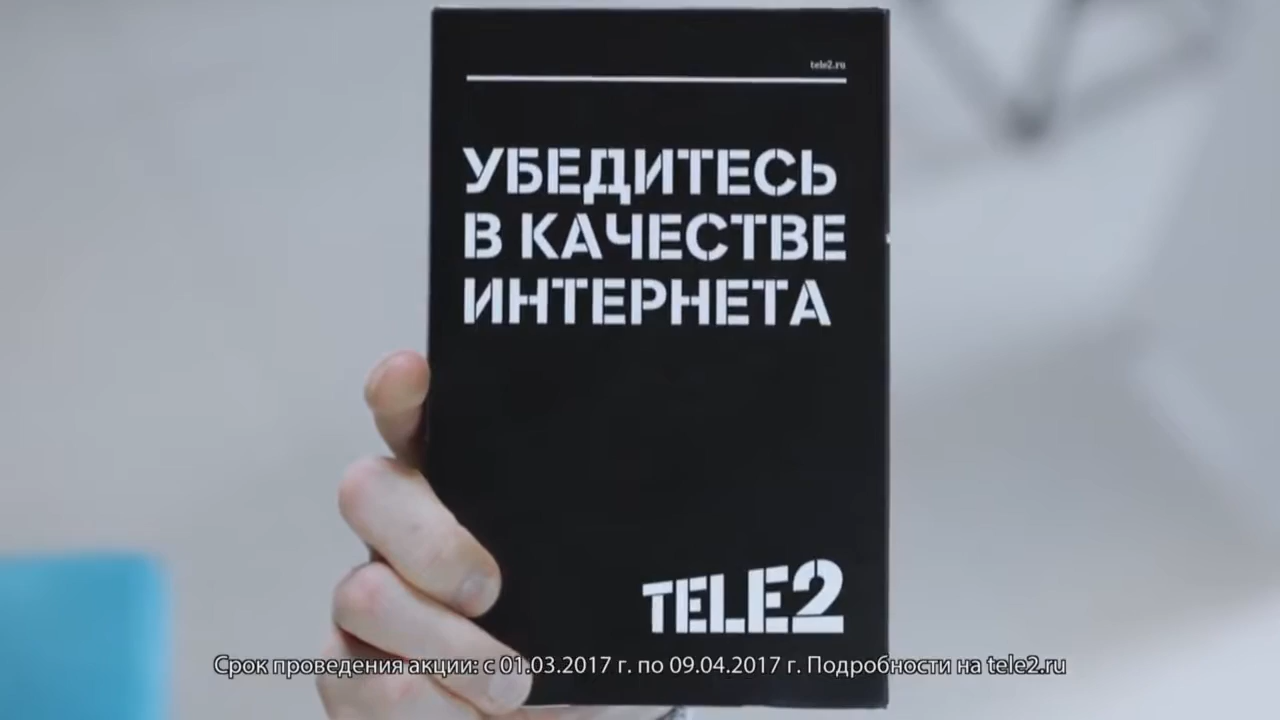 tele2.ru
УБЕДИТЕСЬ
В КАЧЕСТВЕ
ИНТЕРНЕТА
TELE2
Срок проведения акции: с 01.03.2017 г. по 09.04.2017 г. Подробности на tele2.ru